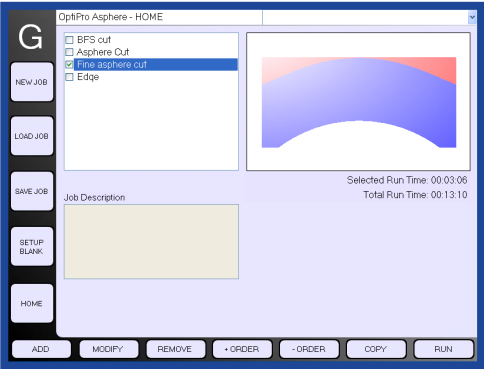 OptiPro Asphere - HOME
G
BFS cut
Asphere Cut
Fine asphere cut
Edge
NEW JOB
LOAD JOB
SAVE JOB
SETUP
BLANK
HOME
Selected Run Time: 00:03:06
Total Run Time: 00:13:10
Job Description
ADD
MODIFY
REMOVE
+ ORDER
- ORDER
COPY
RUN